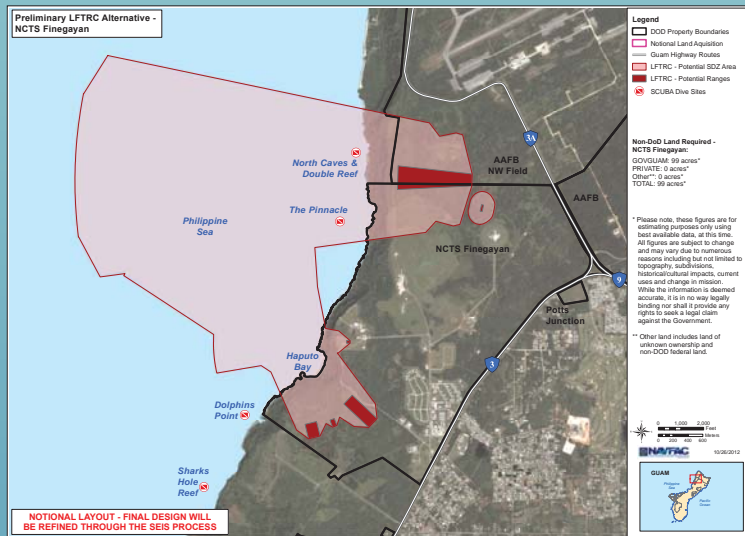 Preliminary LFTRC Alternative -
NCTS Finegayan
North Caves &
Double Reef
The Pinnacle
Philippine
Sea
AAFB
NW Field
3A
AAFB
NCTS Finegayan
9
Potts
Junction
3
Haputo
Bay
Dolphins
Point
Sharks
Hole
Reef
NOTIONAL LAYOUT - FINAL DESIGN WILL
BE REFINED THROUGH THE SEIS PROCESS
Legend
DOD Property Boundaries
Notional Land Aquisition
Guam Highway Routes
LFTRC - Potential SDZ Area
LFTRC - Potential Ranges
SCUBA Dive Sites
Non-DoD Land Required -
NCTS Finegayan:
GOVGUAM: 99 acres*
PRIVATE: 0 acres*
Other**: 0 acres*
TOTAL: 99 acres*
* Please note, these figures are for
estimating purposes only using
best available data, at this time.
All figures are subject to change
and may vary due to numerous
reasons including but not limited to
topography, subdivisions,
historical/cultural impacts, current
uses and change in mission.
While the information is deemed
accurate, it is in no way legally
binding nor shall it provide any
rights to seek a legal claim
against the Government.
** Other land includes land of
unknown ownership and
non-DOD federal land.
0 1,000 2,000
Feet
Meters
0 200 400 600
NAVFAC
10/26/2012
GUAM
Philippine
Sea
Pacific
Ocean